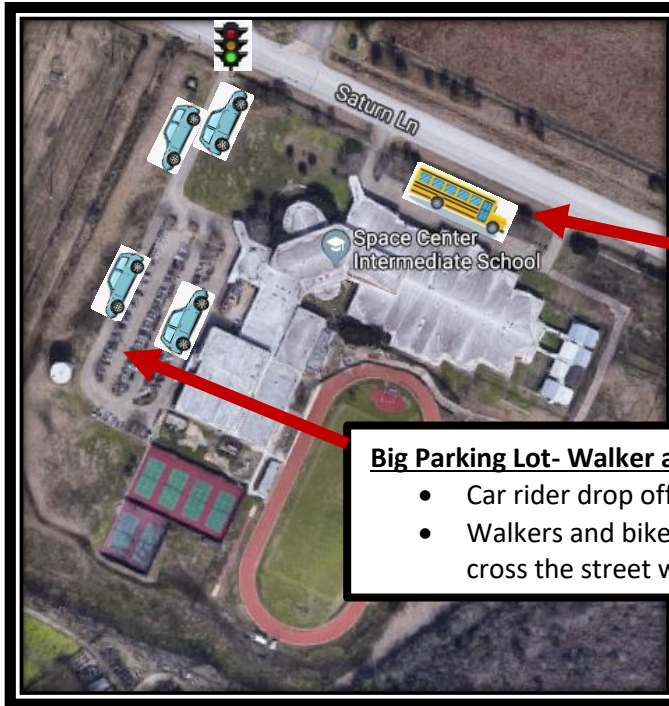 Saturn Ln
Space Center
Intermediate School
Big Parking Lot- Walker a
• Car rider drop off
• Walkers and bike
cross the street w